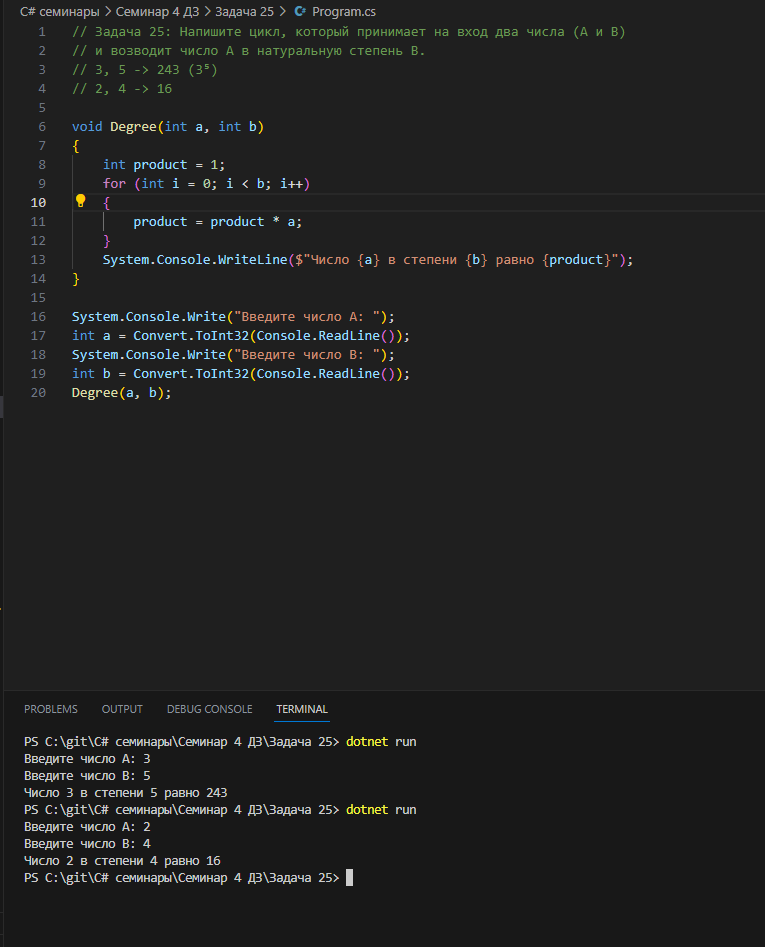 C# семинары > Семинар 4 ДЗ > Задача 25 > C# Program.cs
1 // Задача 25: Напишите цикл, который принимает на вход два числа (A и B)
2 // и возводит число A в натуральную степень B.
3 // 3, 5 -> 243 (3⁵)
4 // 2, 4 -> 16
5
6 void Degree(int a, int b)
7 {
8     int product = 1;
9     for (int i = 0; i < b; i++)
10     {
11         product = product * a;
12     }
13     System.Console.WriteLine($"Число {a} в степени {b} равно {product}");
14 }
15
16 System.Console.Write("Введите число A: ");
17 int a = Convert.ToInt32(Console.ReadLine());
18 System.Console.Write("Введите число B: ");
19 int b = Convert.ToInt32(Console.ReadLine());
20 Degree(a, b);
PROBLEMS OUTPUT DEBUG CONSOLE TERMINAL
PS C:\git\C# семинары\Семинар 4 ДЗ\Задача 25> dotnet run
Введите число A: 3
Введите число B: 5
Число 3 в степени 5 равно 243
PS C:\git\C# семинары\Семинар 4 ДЗ\Задача 25> dotnet run
Введите число A: 2
Введите число B: 4
Число 2 в степени 4 равно 16
PS C:\git\C# семинары\Семинар 4 ДЗ\Задача 25>